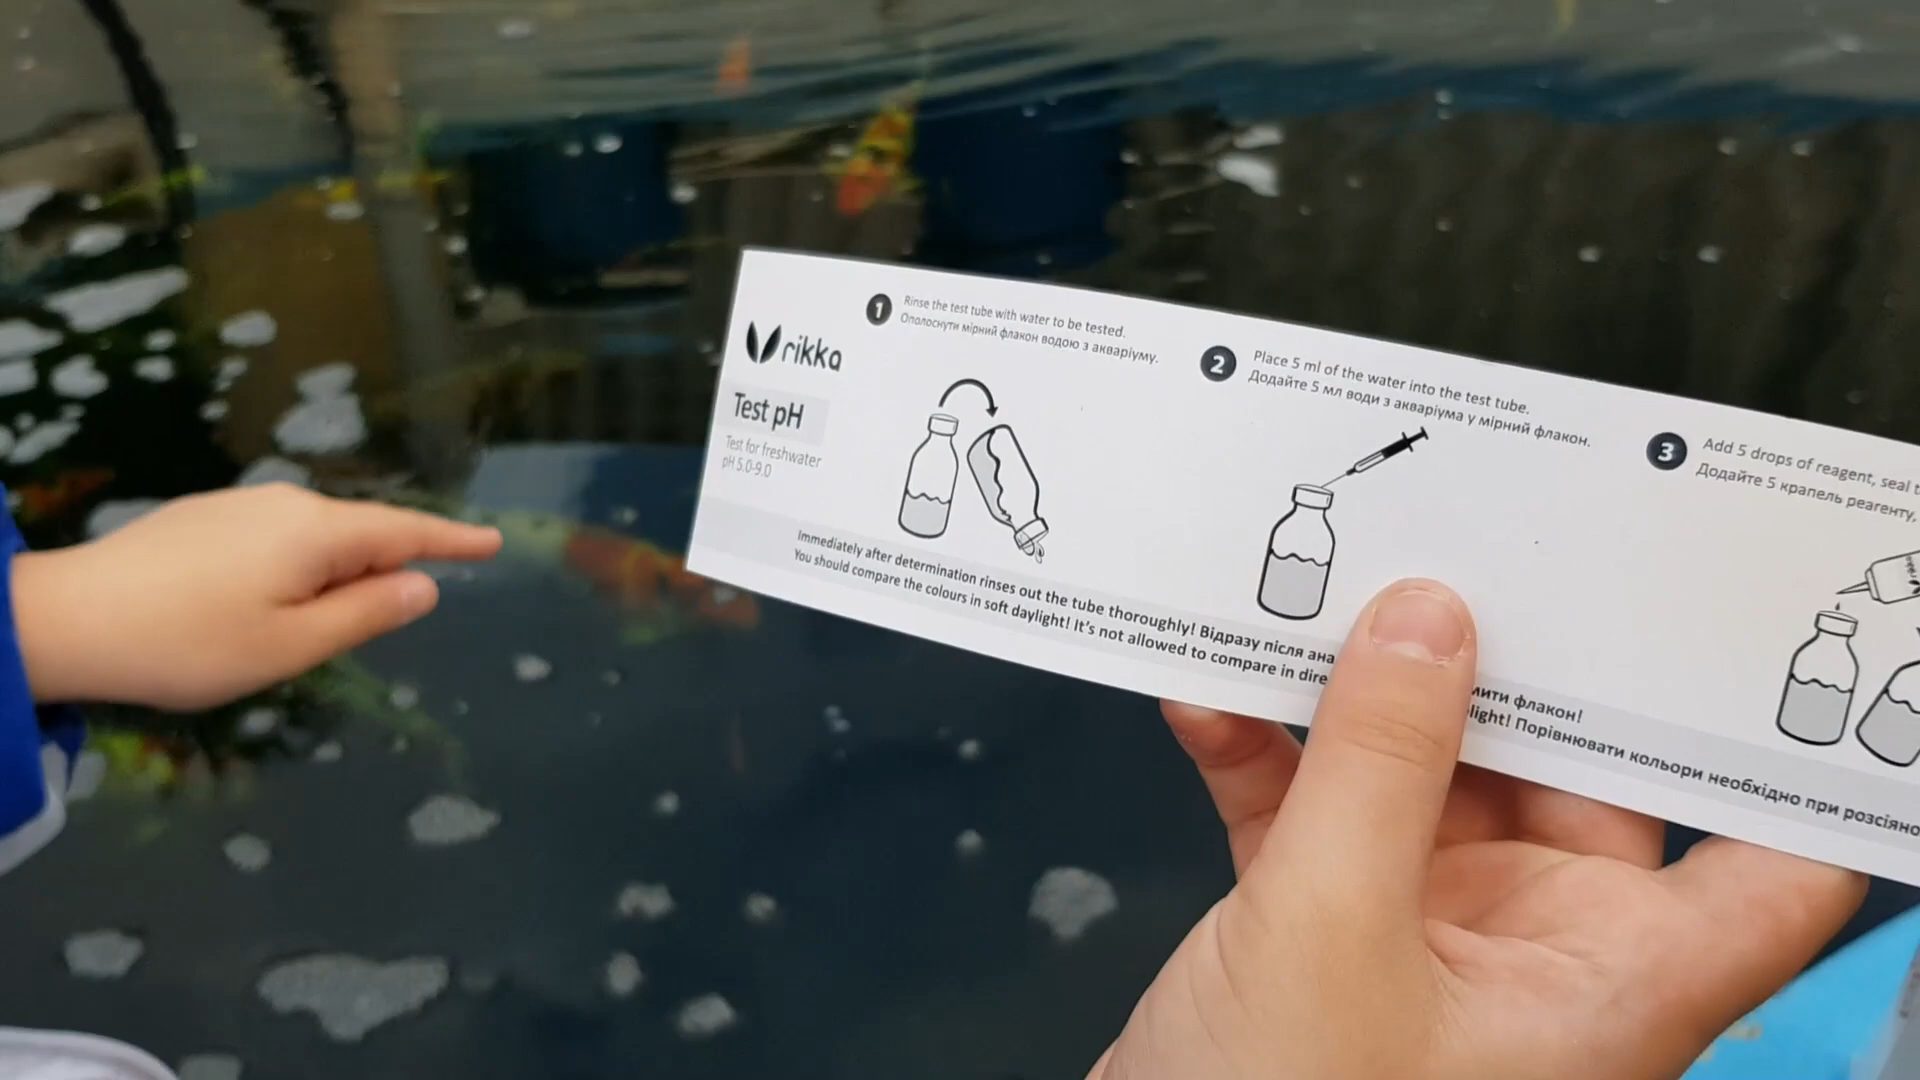 rikka
Test pH
Test for freshwater
pH 5.0-9.0
1
Rinse the test tube with water to be tested.
Ополоснути мірний флакон водою з акваріуму.
2
Place 5 ml of the water into the test tube.
Додайте 5 мл води з акваріума у мірний флакон.
3
Add 5 drops of reagent, seal
Додайте 5 крапель реагенту,
rikka
Immediately after determination rinses out the tube thoroughly! Відразу після
флакон!
You should compare the colours in soft daylight! It's not allowed to compare in
Порівнювати кольори необхідно при